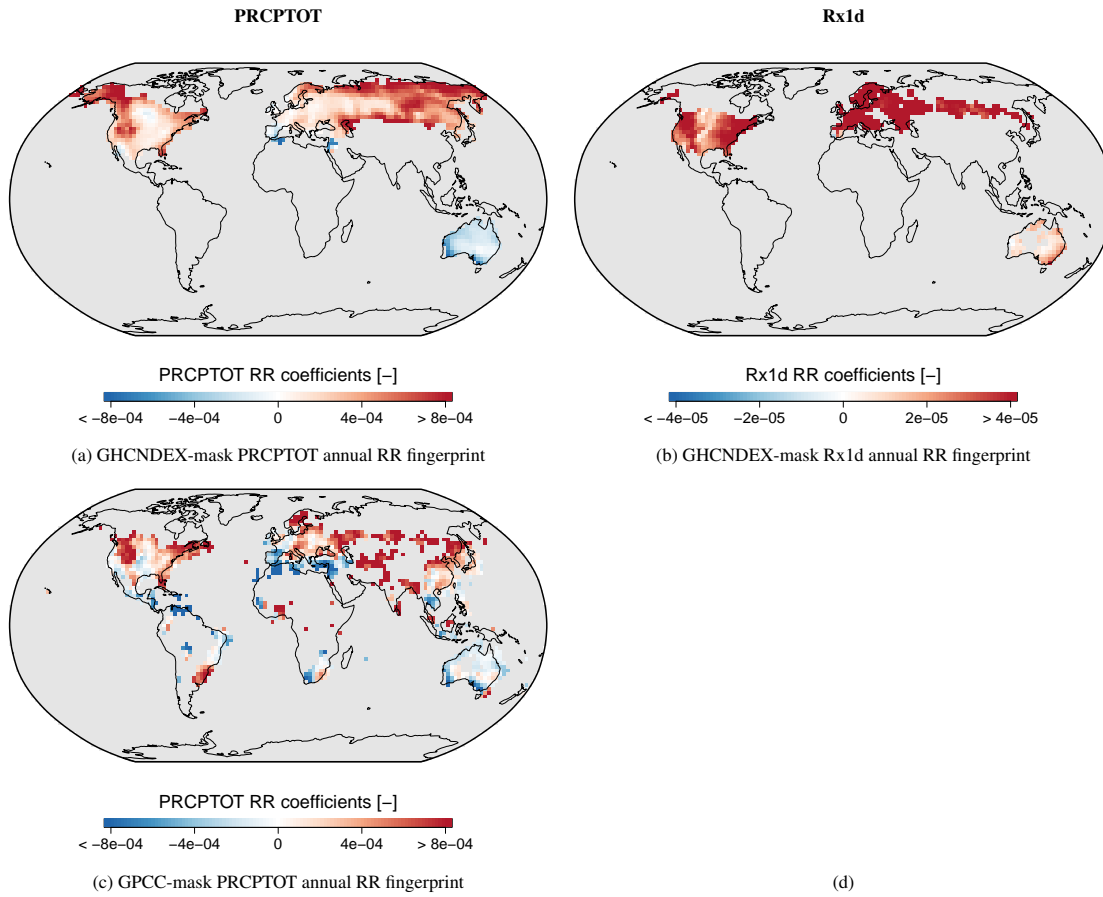 PRCPTOT
Rx1d
PRCPTOT RR coefficients [−]
< −8e−04 −4e−04 0 4e−04 > 8e−04
(a) GHCNDEX-mask PRCPTOT annual RR fingerprint
Rx1d RR coefficients [−]
< −4e−05 −2e−05 0 2e−05 > 4e−05
(b) GHCNDEX-mask Rx1d annual RR fingerprint
PRCPTOT RR coefficients [−]
< −8e−04 −4e−04 0 4e−04 > 8e−04
(c) GPCC-mask PRCPTOT annual RR fingerprint
(d)